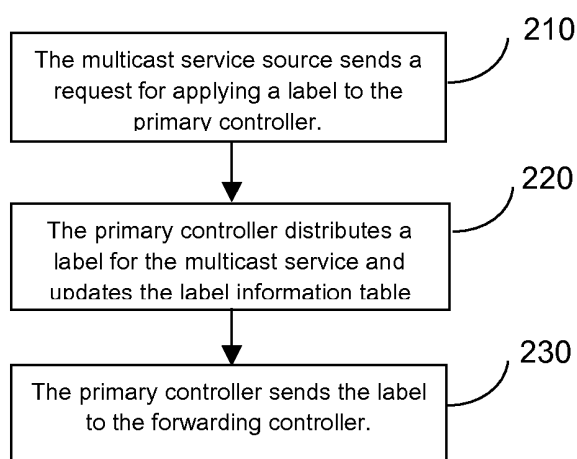 210
The multicast service source sends a
request for applying a label to the
primary controller.
220
The primary controller distributes a
label for the multicast service and
updates the label information table
230
The primary controller sends the label
to the forwarding controller.